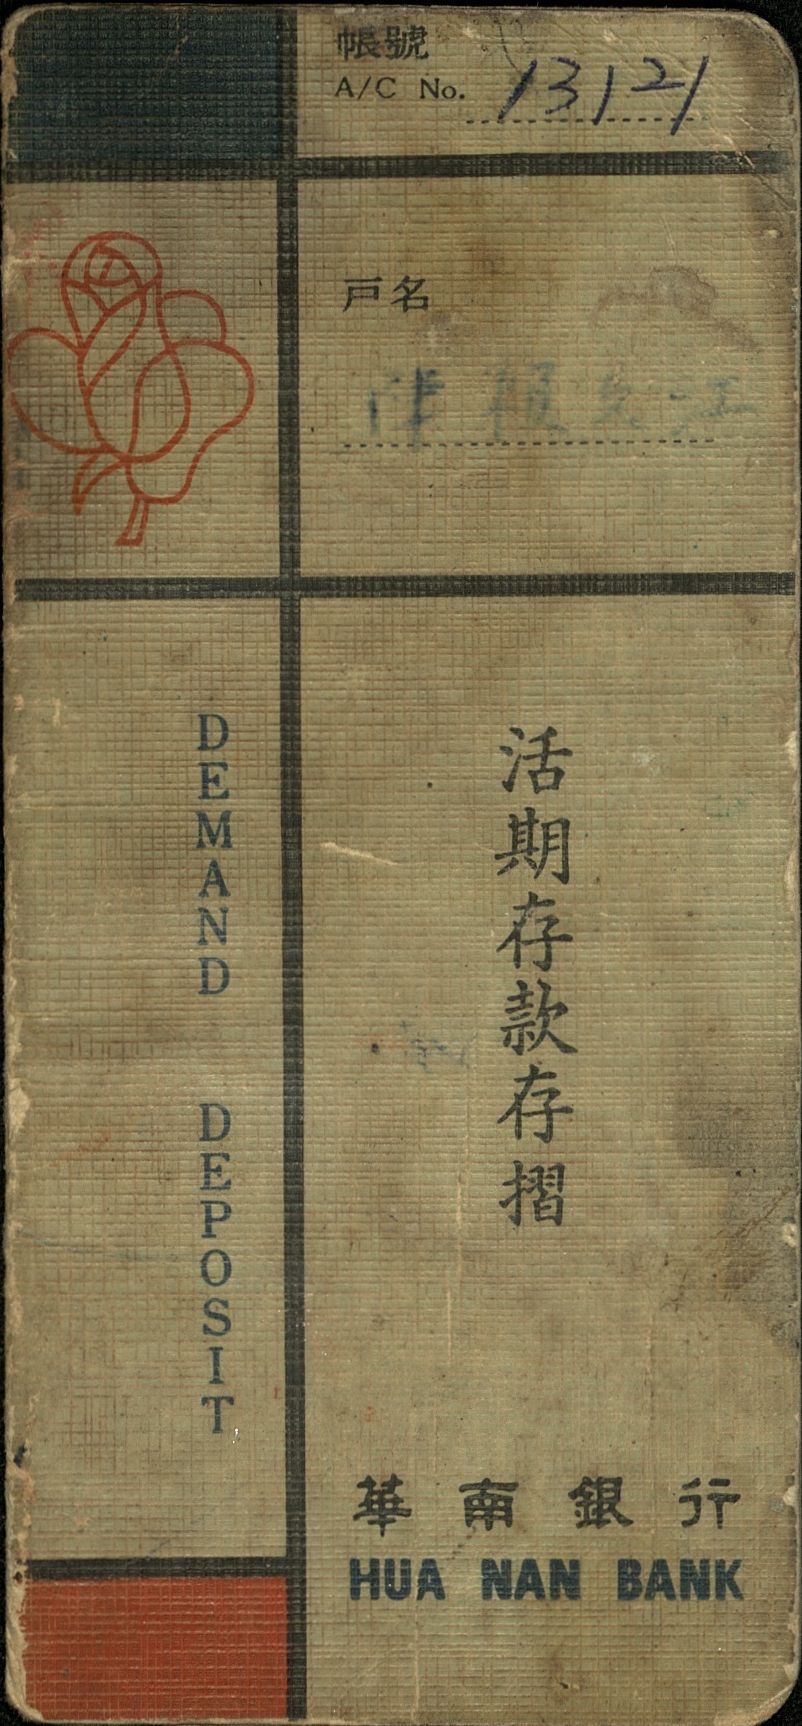 帳號
A/C No. 13121
戶名
陳
DEMAND DEPOSIT
活期存款存摺
華南銀行
HUA NAN BANK